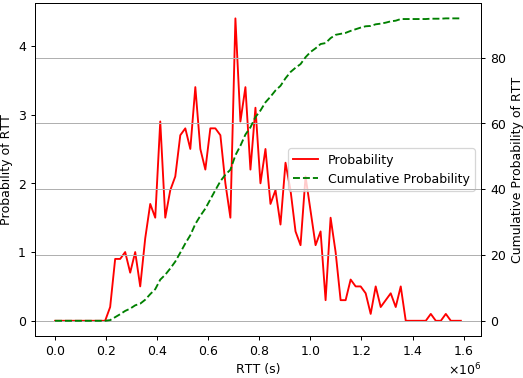 4
3
2
1
0
Probability of RTT
80
60
40
20
0
Cumulative Probability of RTT
Probability
Cumulative Probability
0.0 0.2 0.4 0.6 0.8 1.0 1.2 1.4 1.6
×10⁶
RTT (s)